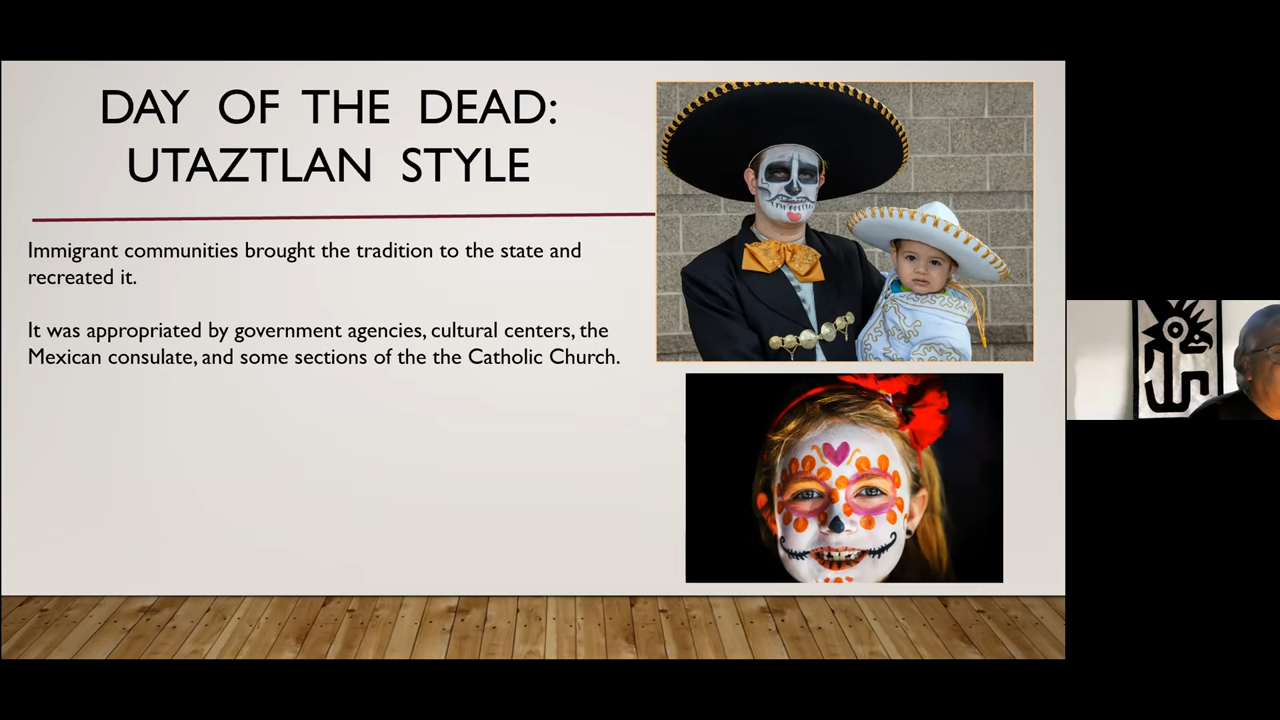 DAY OF THE DEAD:
UTAZTLAN STYLE
Immigrant communities brought the tradition to the state and
recreated it.
It was appropriated by government agencies, cultural centers, the
Mexican consulate, and some sections of the the Catholic Church.